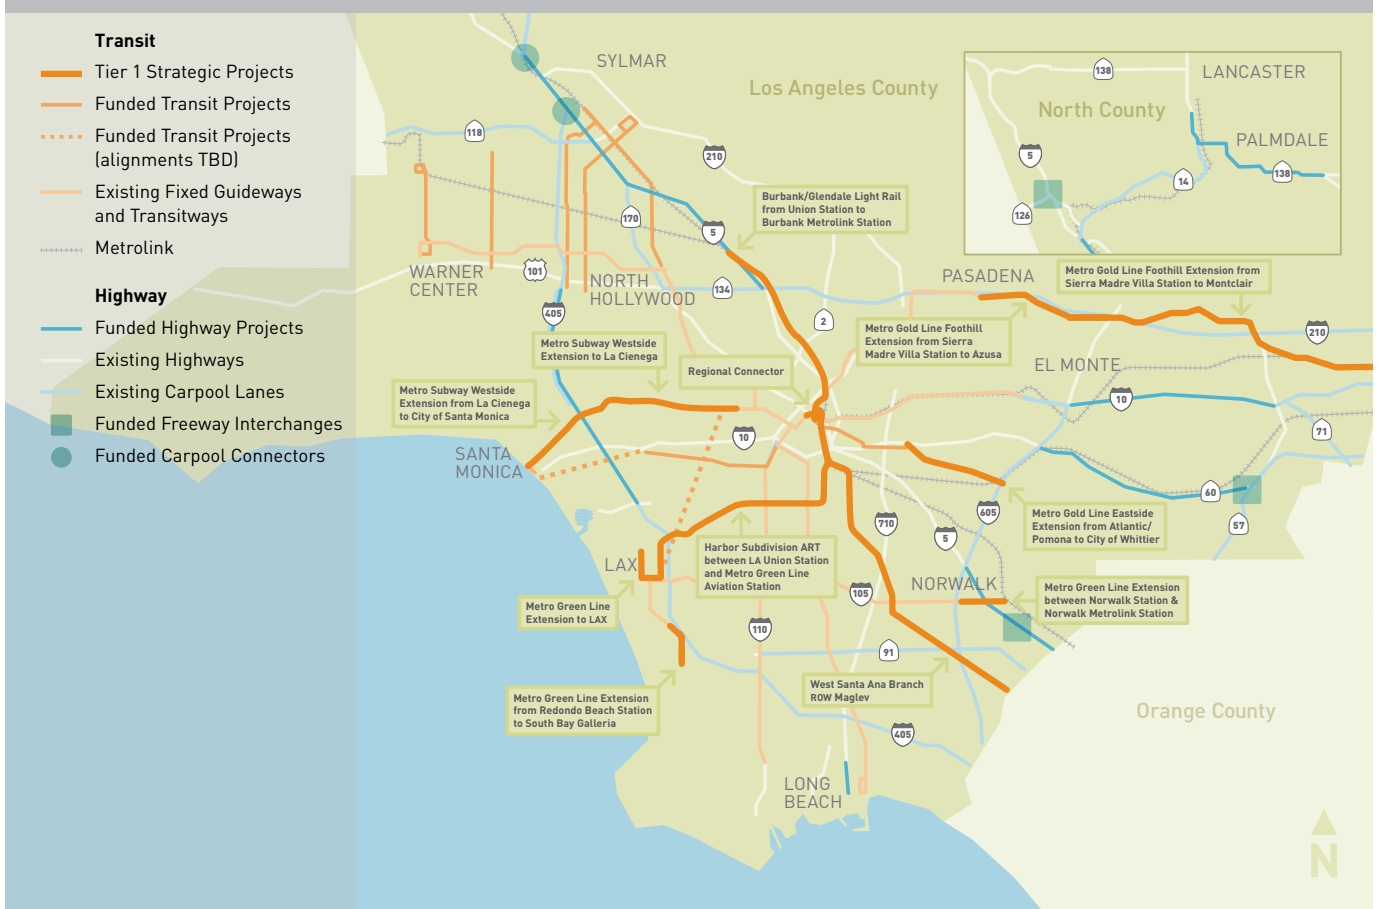 Transit
Tier 1 Strategic Projects
Funded Transit Projects
Funded Transit Projects
(alignments TBD)
Existing Fixed Guideways
and Transitways
Metrolink
Highway
Funded Highway Projects
Existing Highways
Existing Carpool Lanes
Funded Freeway Interchanges
Funded Carpool Connectors
SYLMAR
Los Angeles County
138
LANCASTER
North County
PALMDALE
5
14
138
126
118
210
170
5
Burbank/Glendale Light Rail
from Union Station to
Burbank Metrolink Station
WARNER
CENTER
101
NORTH
HOLLYWOOD
134
405
2
PASADENA
Metro Gold Line Foothill Extension from
Sierra Madre Villa Station to Montclair
210
Metro Gold Line Foothill
Extension from Sierra
Madre Villa Station to Azusa
Metro Subway Westside
Extension to La Cienega
Regional Connector
EL MONTE
Metro Subway Westside
Extension from La Cienega
to City of Santa Monica
10
10
71
SANTA
MONICA
60
57
605
Metro Gold Line Eastside
Extension from Atlantic/
Pomona to City of Whittier
710
5
Harbor Subdivision ART
between LA Union Station
and Metro Green Line
Aviation Station
LAX
NORWALK
105
Metro Green Line Extension
between Norwalk Station &
Norwalk Metrolink Station
Metro Green Line
Extension to LAX
110
91
West Santa Ana Branch
ROW Maglev
Metro Green Line Extension
from Redondo Beach Station
to South Bay Galleria
Orange County
405
LONG
BEACH
N